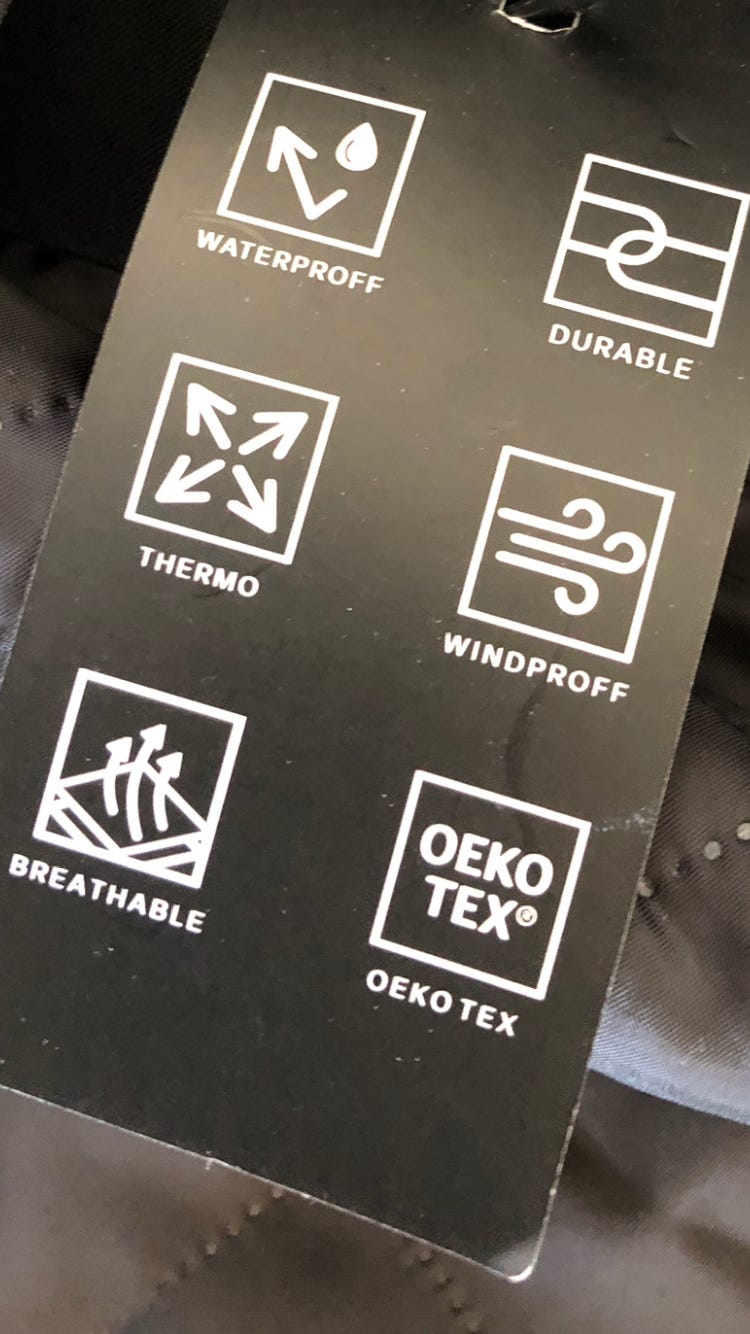 WATERPROFF
DURABLE
THERMO
WINDPROFF
BREATHABLE
OEKO
TEX®
OEKO TEX